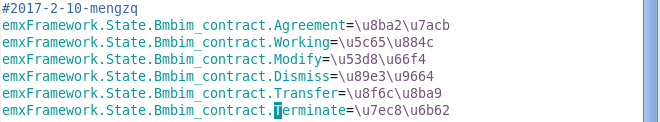 #2017-2-10-mengzq
emxFramework.State.Bmbim_contract.Agreement=\u8ba2\u7acb
emxFramework.State.Bmbim_contract.Working=\u5c65\u884c
emxFramework.State.Bmbim_contract.Modify=\u53d8\u66f4
emxFramework.State.Bmbim_contract.Dismiss=\u89e3\u9664
emxFramework.State.Bmbim_contract.Transfer=\u8f6c\u8ba9
emxFramework.State.Bmbim_contract.Terminate=\u7ec8\u6b62